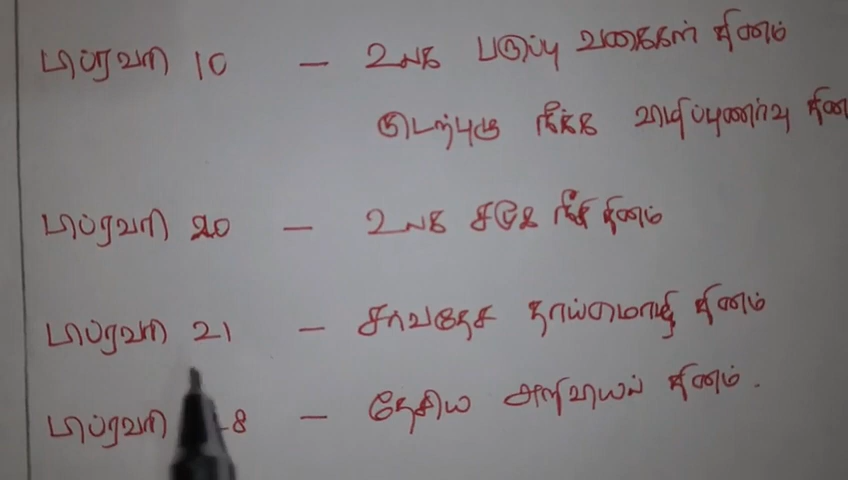 பிப்ரவரி 10 – உலக பருப்பு வகைகள் தினம்
குடற்புழு நீக்க விழிப்புணர்வு தின
பிப்ரவரி 20 – உலக சமூக நீதி தினம்
பிப்ரவரி 21 – சர்வதேச தாய்மொழி தினம்
பிப்ரவரி 8 – தேசிய அறிவியல் தினம்.